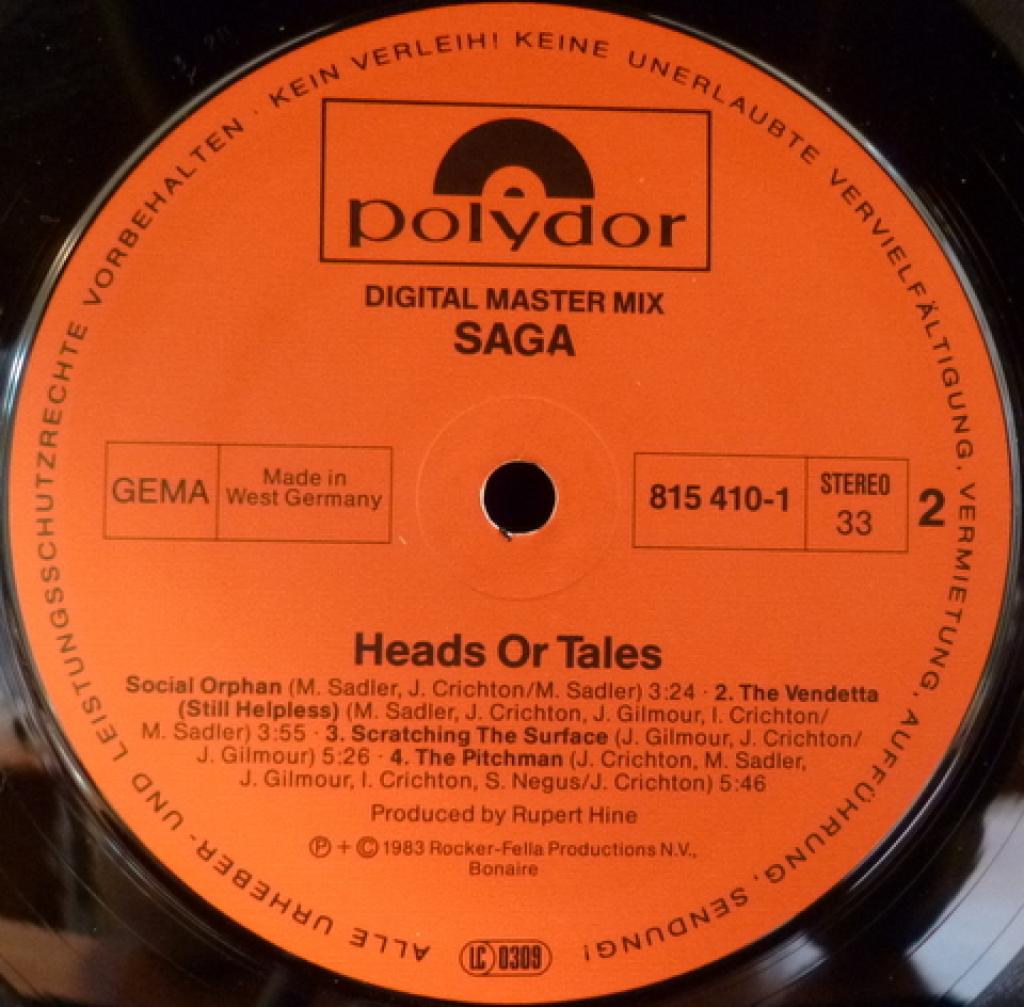 ALLE URHEBER- UND LEISTUNGSSCHUTZRECHTE VORBEHALTEN · KEIN VERLEIH! KEINE UNERLAUBTE VERVIELFÄLTIGUNG, VERMIETUNG, AUFFÜHRUNG, SENDUNG!
polydor
DIGITAL MASTER MIX
SAGA
GEMA
Made in
West Germany
815 410-1
STEREO
33
2
Heads Or Tales
Social Orphan (M. Sadler, J. Crichton/M. Sadler) 3:24 · 2. The Vendetta
(Still Helpless) (M. Sadler, J. Crichton, J. Gilmour, I. Crichton/
M. Sadler) 3:55 · 3. Scratching The Surface (J. Gilmour, J. Crichton/
J. Gilmour) 5:26 · 4. The Pitchman (J. Crichton, M. Sadler,
J. Gilmour, I. Crichton, S. Negus/J. Crichton) 5:46
Produced by Rupert Hine
℗ + © 1983 Rocker-Fella Productions N.V.,
Bonaire
LC 0309